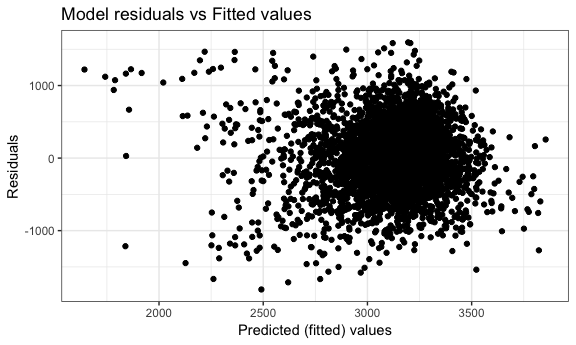 Model residuals vs Fitted values
Residuals
1000
0
-1000
2000 2500 3000 3500
Predicted (fitted) values